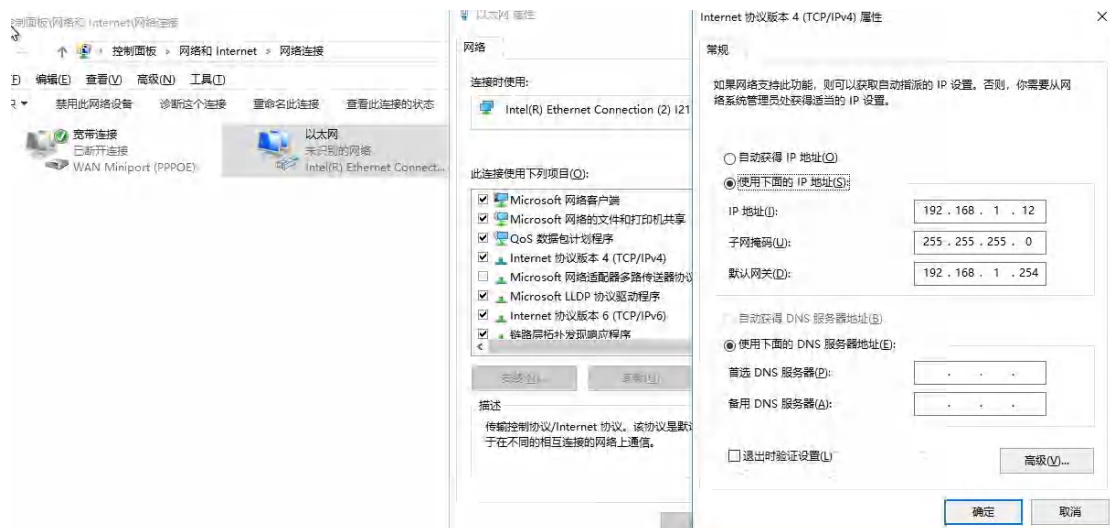 控制面板\网络和 Internet\网络连接
控制面板 > 网络和 Internet > 网络连接
编辑(E) 查看(V) 高级(N) 工具(T)
禁用此网络设备 诊断这个连接 重命名此连接 查看此连接的状态
宽带连接
已断开连接
WAN Miniport (PPPOE)
以太网
未识别的网络
Intel(R) Ethernet Connect...
以太网 属性
网络
连接时使用:
Intel(R) Ethernet Connection (2) I21
此连接使用下列项目(O):
Microsoft 网络客户端
Microsoft 网络的文件和打印机共享
QoS 数据包计划程序
Internet 协议版本 4 (TCP/IPv4)
Microsoft 网络适配器多路传送器协议
Microsoft LLDP 协议驱动程序
Internet 协议版本 6 (TCP/IPv6)
链路层拓扑发现响应程序
安装(N)... 卸载(U)
描述
传输控制协议/Internet 协议。该协议是默认
于在不同的相互连接的网络上通信。
Internet 协议版本 4 (TCP/IPv4) 属性
常规
如果网络支持此功能，则可以获取自动指派的 IP 设置。否则，你需要从网
络系统管理员处获得适当的 IP 设置。
自动获得 IP 地址(O)
使用下面的 IP 地址(S):
IP 地址(I): 192 . 168 . 1 . 12
子网掩码(U): 255 . 255 . 255 . 0
默认网关(D): 192 . 168 . 1 . 254
自动获得 DNS 服务器地址(B)
使用下面的 DNS 服务器地址(E):
首选 DNS 服务器(P):
备用 DNS 服务器(A):
退出时验证设置(L)
高级(V)...
确定 取消